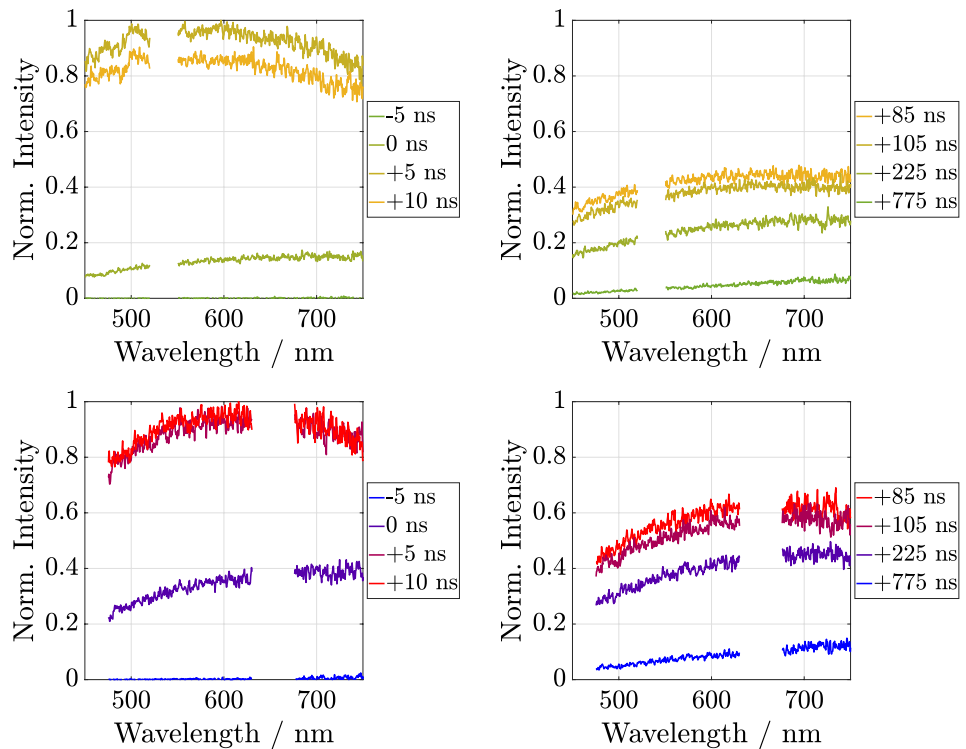 1
0.8
0.6
0.4
0.2
0
500
600
700
Norm. Intensity
Wavelength / nm
-5 ns
0 ns
+5 ns
+10 ns
1
0.8
0.6
0.4
0.2
0
500
600
700
Norm. Intensity
Wavelength / nm
+85 ns
+105 ns
+225 ns
+775 ns
1
0.8
0.6
0.4
0.2
0
500
600
700
Norm. Intensity
Wavelength / nm
-5 ns
0 ns
+5 ns
+10 ns
1
0.8
0.6
0.4
0.2
0
500
600
700
Norm. Intensity
Wavelength / nm
+85 ns
+105 ns
+225 ns
+775 ns